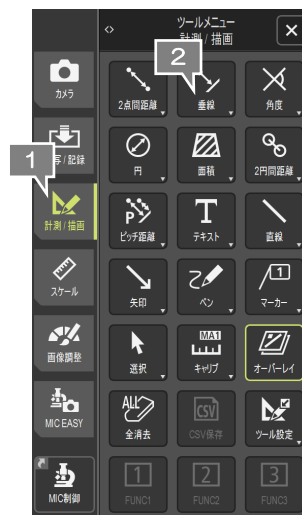 ツールメニュー
計測 / 描画
2
カメラ
1
写 / 記録
計測 / 描画
スケール
画像調整
MIC EASY
MIC制御
2点間距離
垂線
角度
円
面積
2円間距離
P
ピッチ距離
T
テキスト
直線
矢印
ペン
1
マーカー
選択
MA1
キャリブ
オーバーレイ
ALL
全消去
CSV
CSV保存
ツール設定
1
FUNC1
2
FUNC2
3
FUNC3